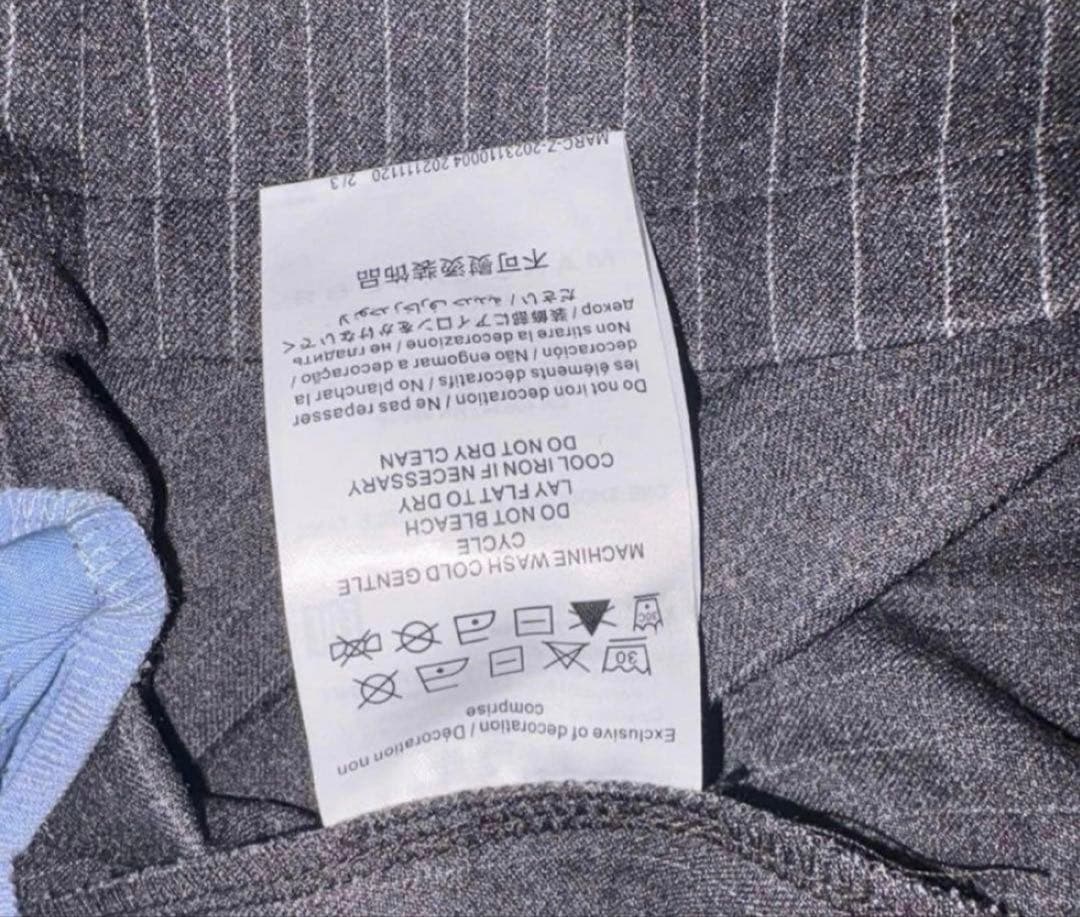 Exclusive of decoration / Décoration non
comprise
30
MACHINE WASH COLD GENTLE
CYCLE
DO NOT BLEACH
LAY FLAT TO DRY
COOL IRON IF NECESSARY
DO NOT DRY CLEAN
Do not iron decoration / Ne pas repasser
les éléments décoratifs / No planchar la
decoración / Não engomar a decoração /
Non stirare la decorazione / не гладить
декор / 装飾部にアイロンをかけないでく
ださい /
不可熨烫装饰品
MARC-Z-2023110004 202111120 2/3